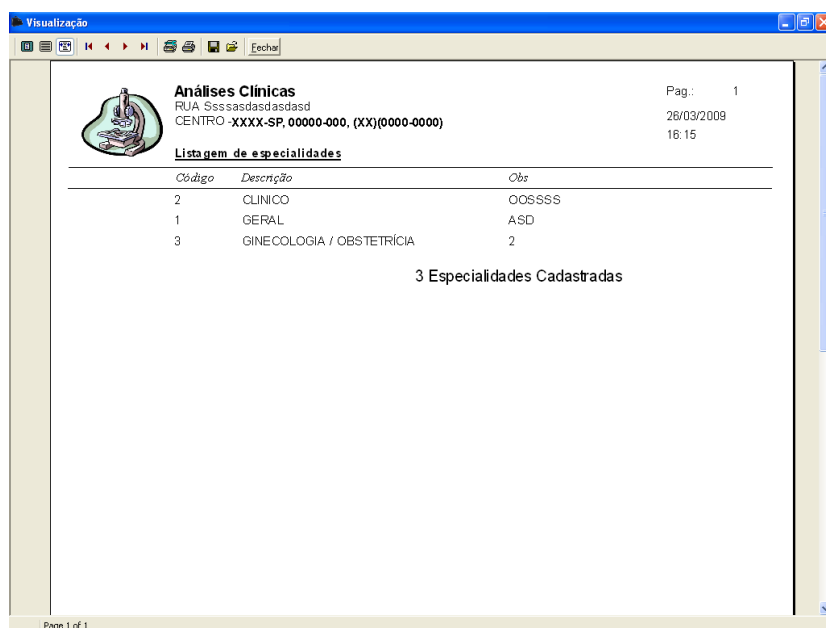 Visualização
Fechar
Análises Clínicas
Pag.: 1
RUA Ssssasdasdasdasd
26/03/2009
CENTRO -XXXX-SP, 00000-000, (XX)(0000-0000)
16:15
Listagem de especialidades
Código Descrição Obs
2 CLINICO OOSSSS
1 GERAL ASD
3 GINECOLOGIA / OBSTETRÍCIA 2
3 Especialidades Cadastradas
Page 1 of 1